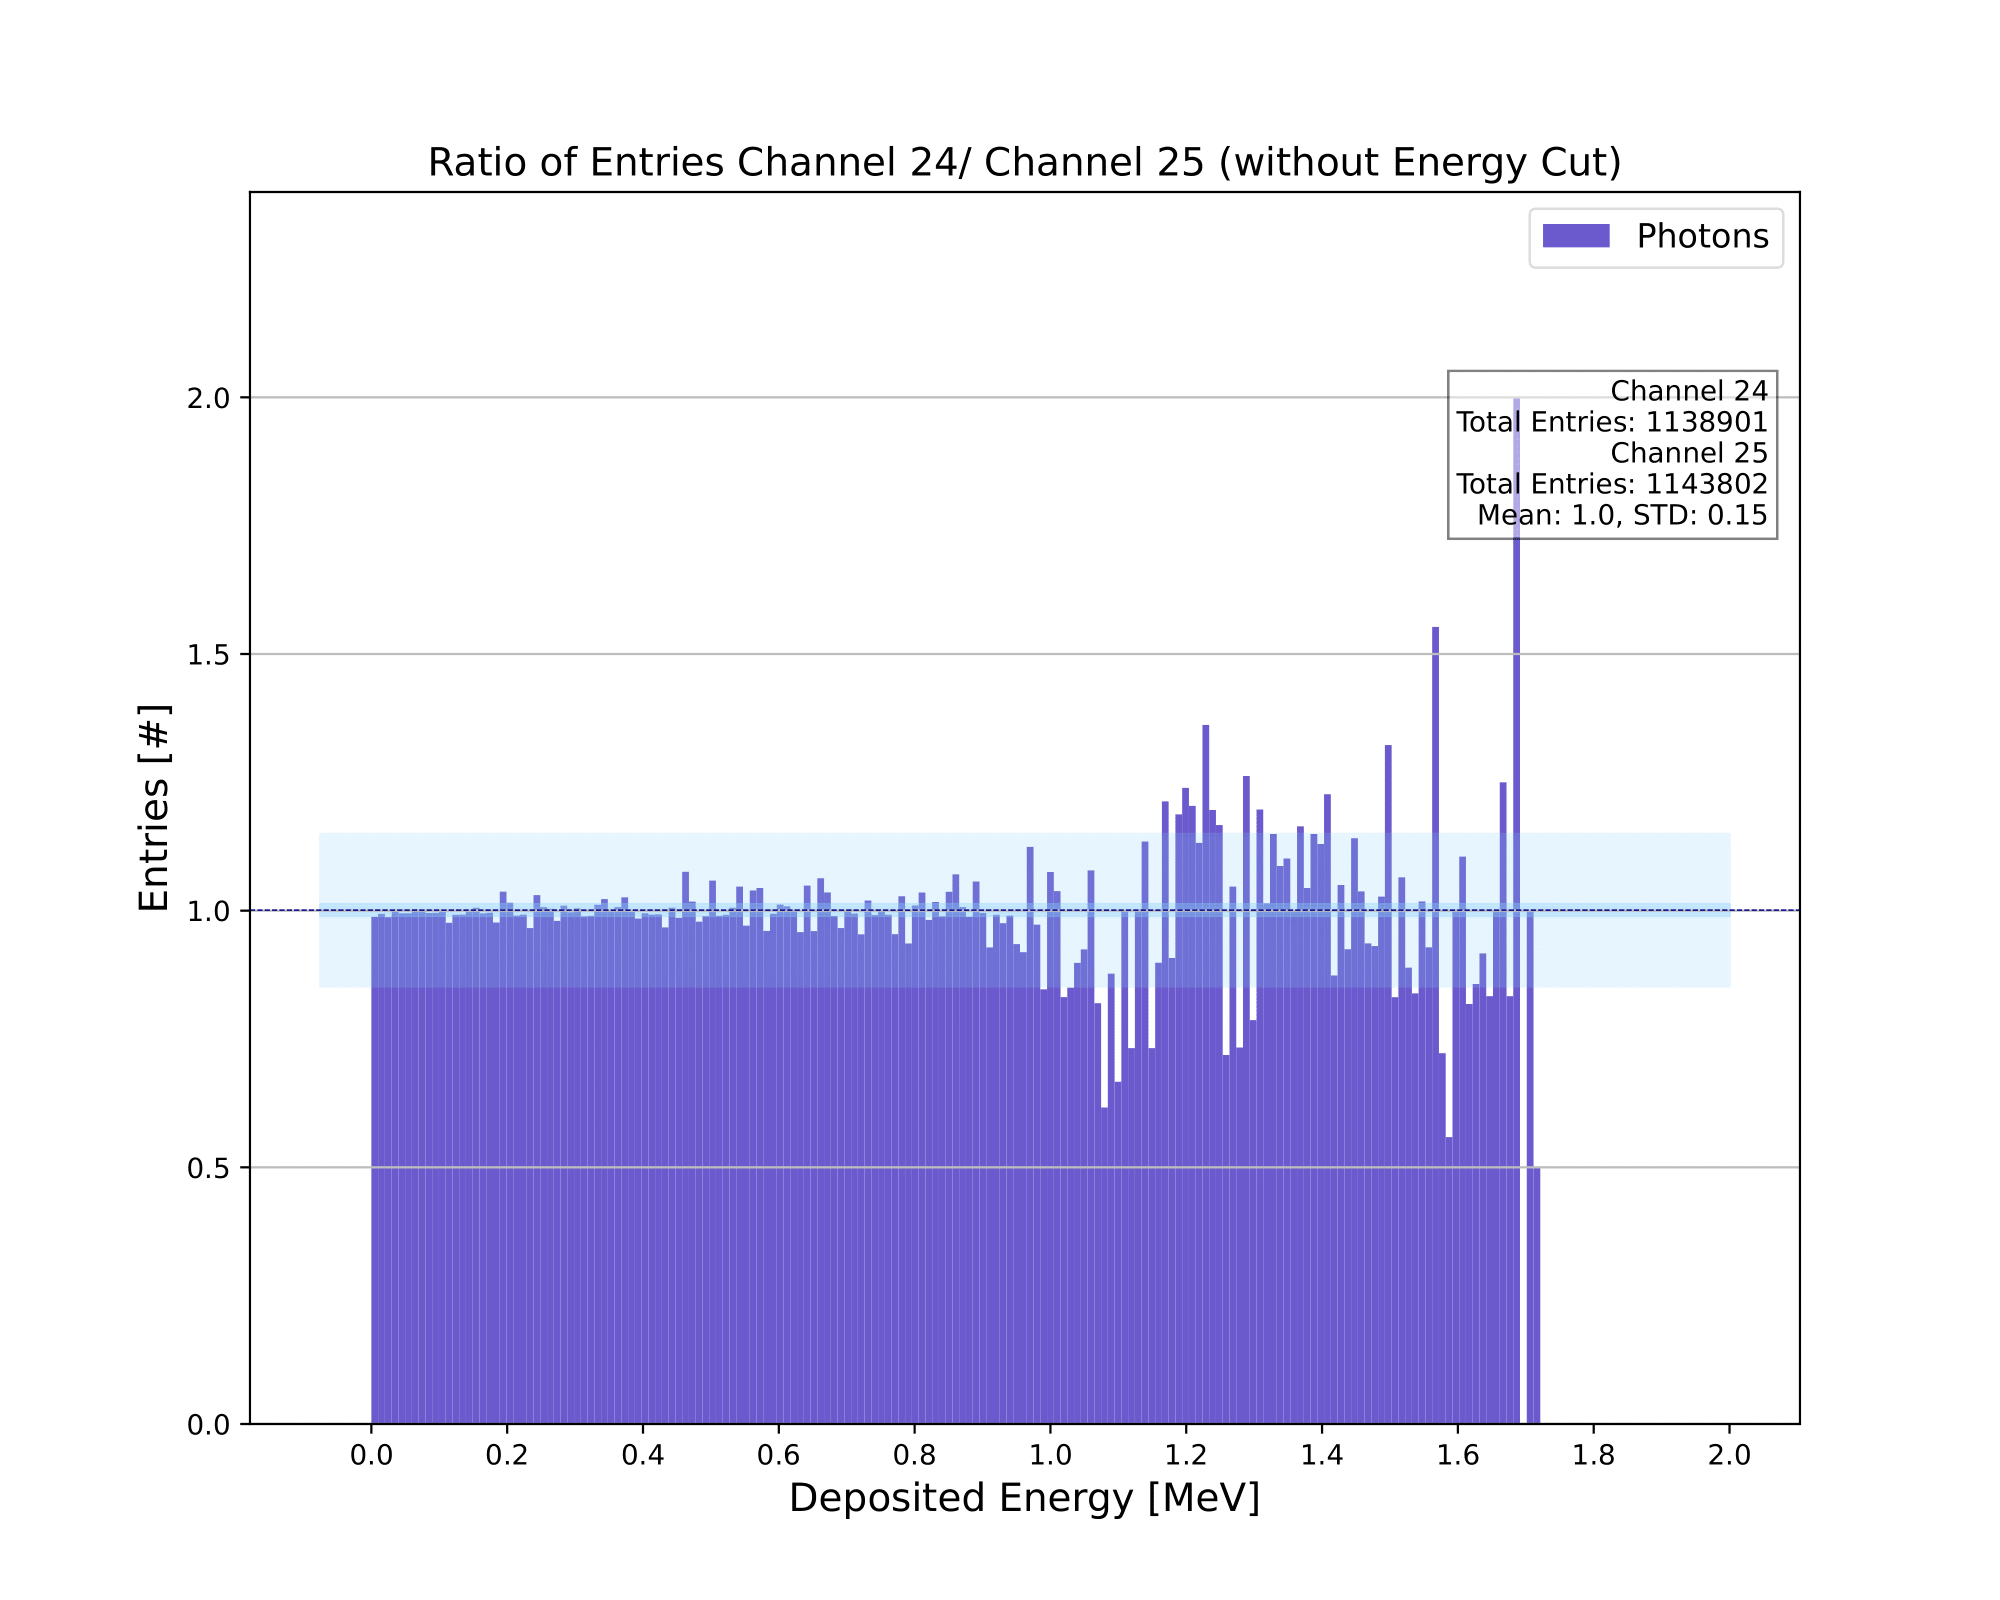 Ratio of Entries Channel 24/ Channel 25 (without Energy Cut)
Photons
Channel 24
Total Entries: 1138901
Channel 25
Total Entries: 1143802
Mean: 1.0, STD: 0.15
Entries [#]
2.0
1.5
1.0
0.5
0.0
0.0 0.2 0.4 0.6 0.8 1.0 1.2 1.4 1.6 1.8 2.0
Deposited Energy [MeV]